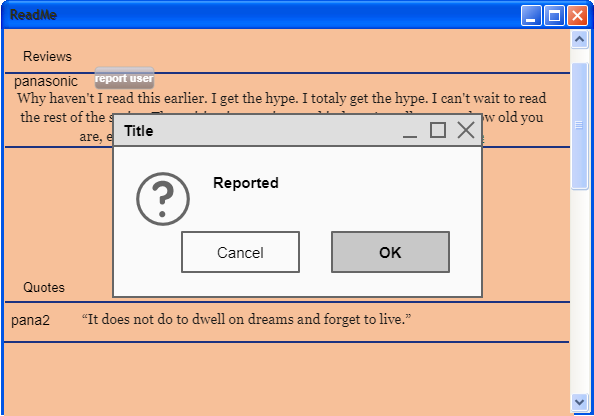 ReadMe
Reviews
panasonic report user
Why haven't I read this earlier. I get the hype. I totaly get the hype. I can't wait to read
the rest of the old you
are,
Title
Reported
Cancel OK
Quotes
pana2 “It does not do to dwell on dreams and forget to live.”